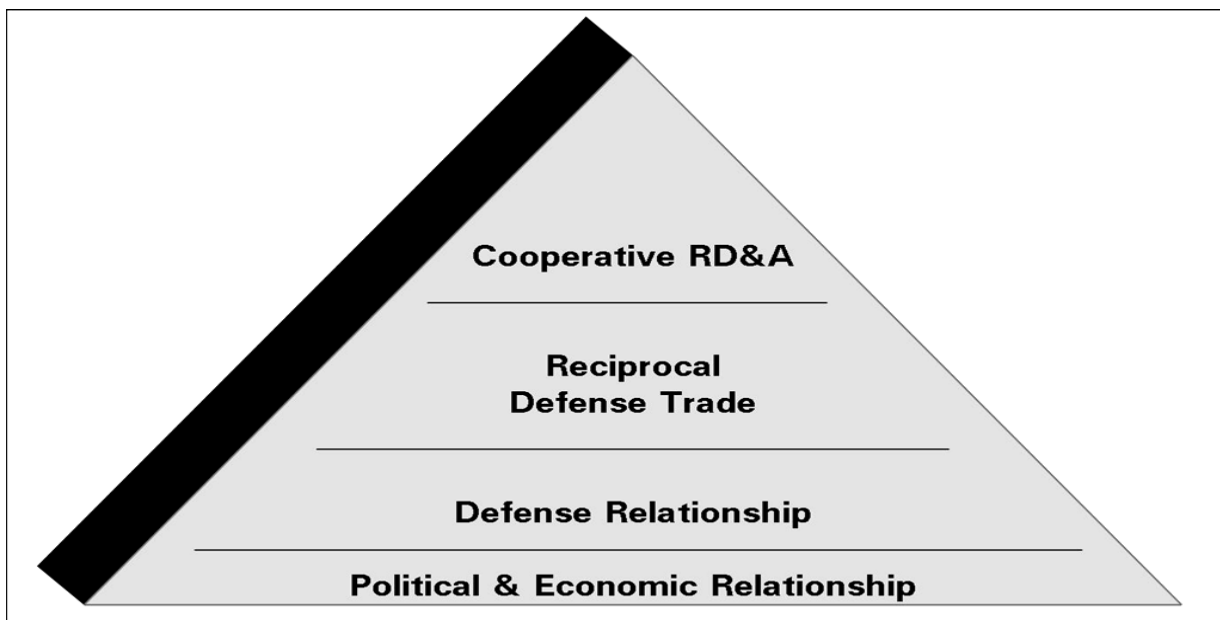 Cooperative RD&A
Reciprocal
Defense Trade
Defense Relationship
Political & Economic Relationship